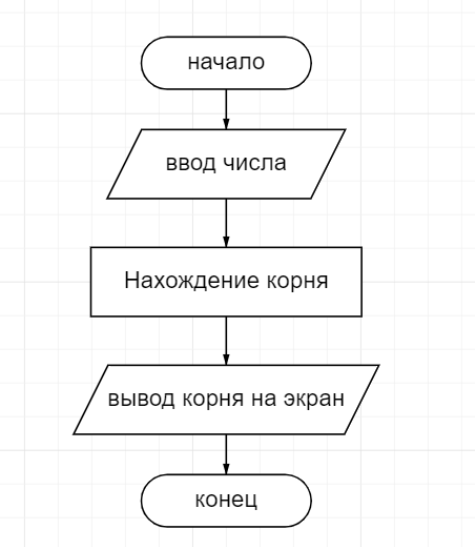 начало
ввод числа
Нахождение корня
вывод корня на экран
конец